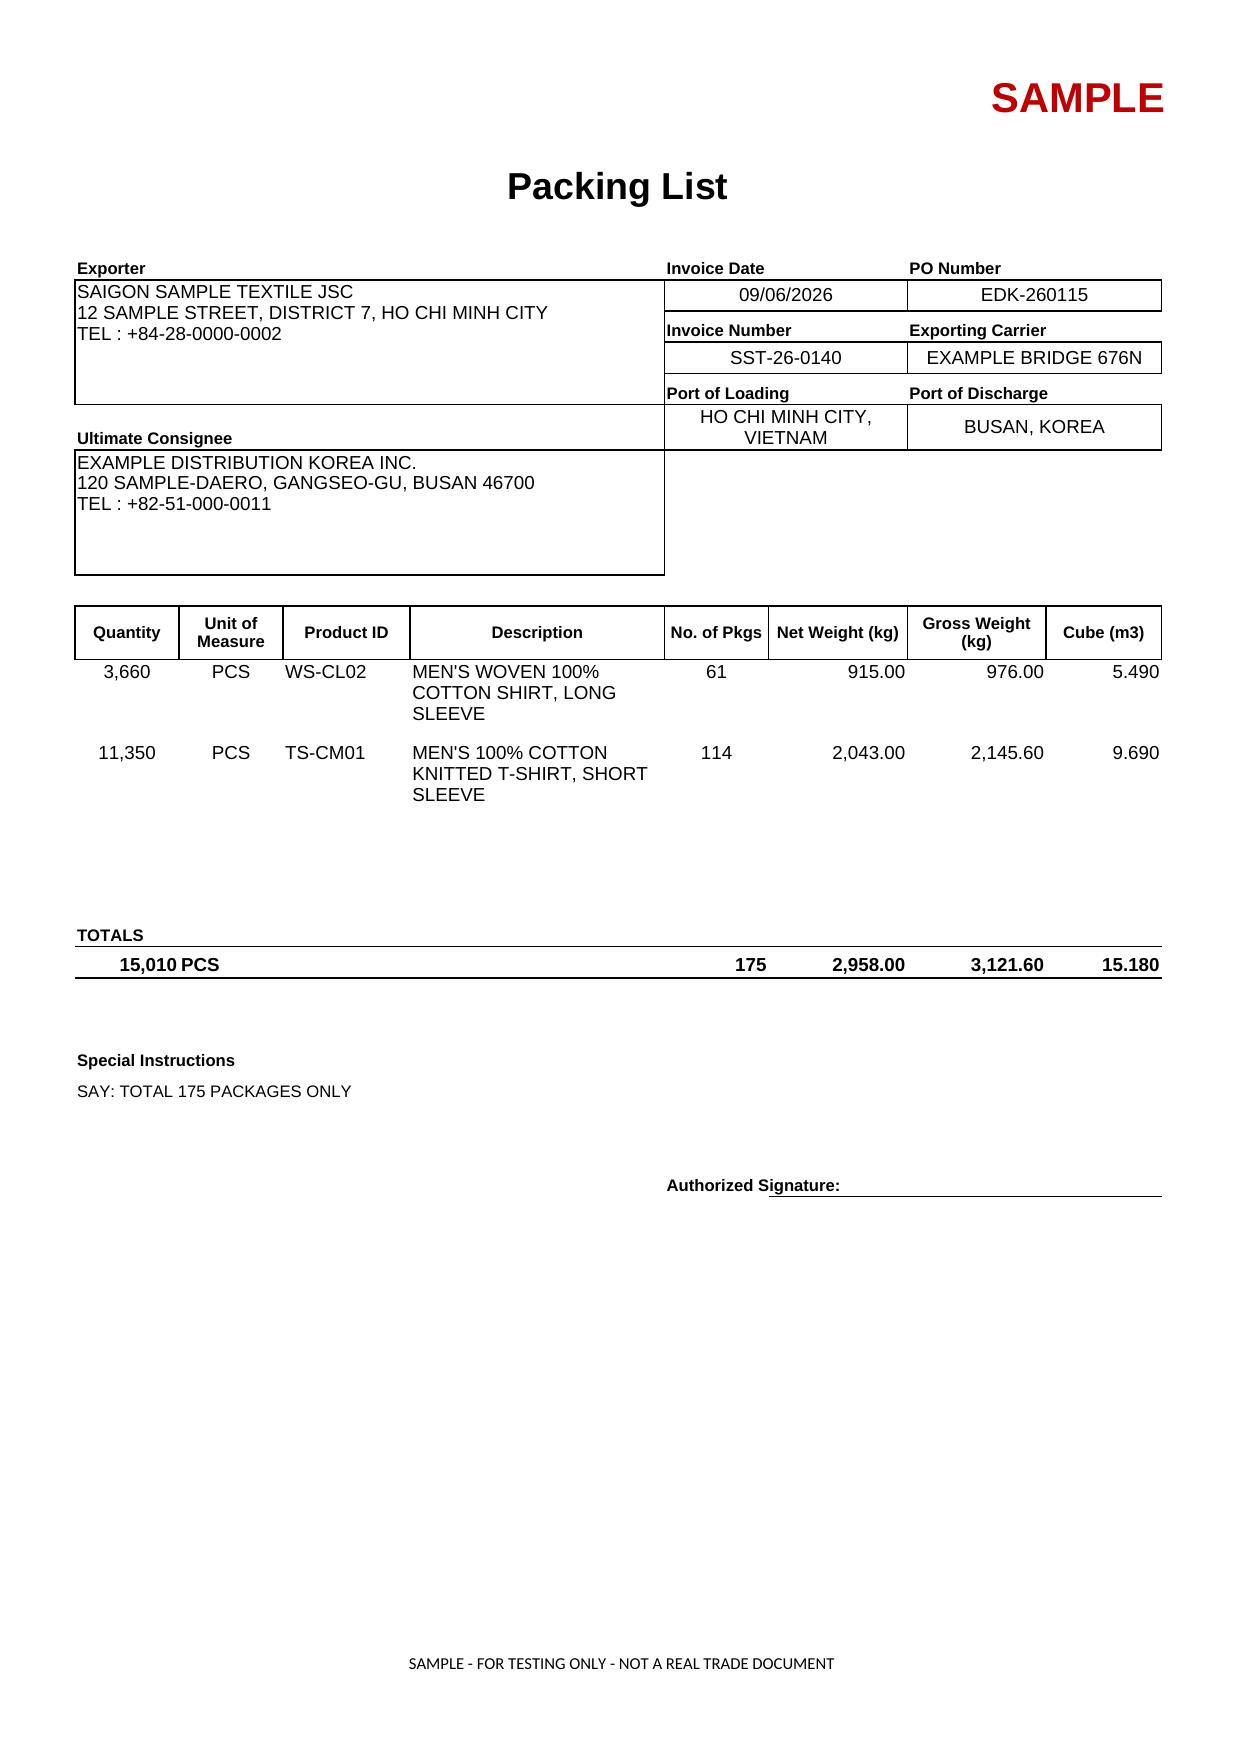 SAMPLE
Packing List
Exporter
SAIGON SAMPLE TEXTILE JSC
12 SAMPLE STREET, DISTRICT 7, HO CHI MINH CITY
TEL : +84-28-0000-0002
Invoice Date PO Number
09/06/2026 EDK-260115
Invoice Number Exporting Carrier
SST-26-0140 EXAMPLE BRIDGE 676N
Port of Loading Port of Discharge
HO CHI MINH CITY,
VIETNAM
BUSAN, KOREA
Ultimate Consignee
EXAMPLE DISTRIBUTION KOREA INC.
120 SAMPLE-DAERO, GANGSEO-GU, BUSAN 46700
TEL : +82-51-000-0011
Quantity Unit of Measure Product ID Description No. of Pkgs Net Weight (kg) Gross Weight (kg) Cube (m3)
3,660 PCS WS-CL02 MEN'S WOVEN 100% 61 915.00 976.00 5.490
COTTON SHIRT, LONG
SLEEVE
11,350 PCS TS-CM01 MEN'S 100% COTTON 114 2,043.00 2,145.60 9.690
KNITTED T-SHIRT, SHORT
SLEEVE
TOTALS
15,010 PCS 175 2,958.00 3,121.60 15.180
Special Instructions
SAY: TOTAL 175 PACKAGES ONLY
Authorized Signature:
SAMPLE - FOR TESTING ONLY - NOT A REAL TRADE DOCUMENT